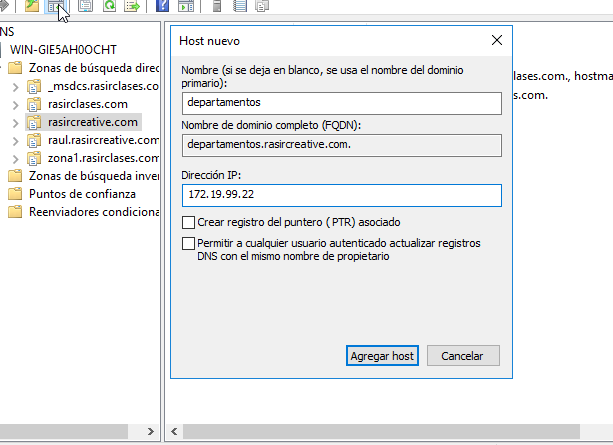 NS
WIN-GIE5AH0OCHT
Zonas de búsqueda direc
_msdcs.rasirclases.co
rasirclases.com
rasircreative.com
raul.rasircreative.com
zona1.rasirclases.com
Zonas de búsqueda inver
Puntos de confianza
Reenviadores condiciona
Host nuevo
Nombre (si se deja en blanco, se usa el nombre del dominio
primario):
departamentos
Nombre de dominio completo (FQDN):
departamentos.rasircreative.com.
Dirección IP:
172.19.99.22
Crear registro del puntero (PTR) asociado
Permitir a cualquier usuario autenticado actualizar registros
DNS con el mismo nombre de propietario
Agregar host
Cancelar
lases.com., hostma
s.com.